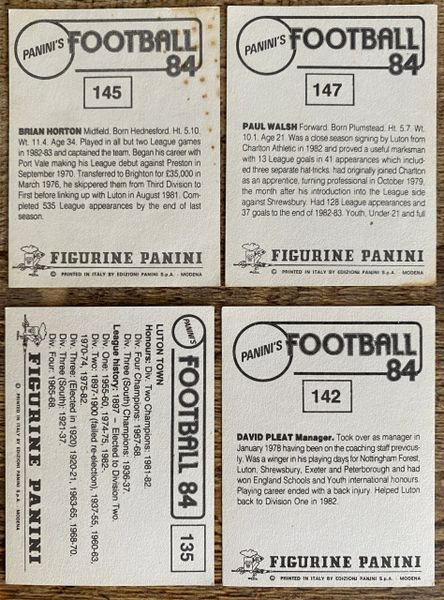 PANINI'S FOOTBALL 84
145
BRIAN HORTON Midfield. Born Hednesford. Ht. 5.10.
Wt. 11.4. Age 34. Played in all but two League games
in 1982-83 and captained the team. Began his career with
Port Vale making his League debut against Preston in
September 1970. Transferred to Brighton for £35,000 in
March 1976, he skippered them from Third Division to
First before linking up with Luton in August 1981. Completed
535 League appearances by the end of last
season.
FIGURINE PANINI
© PRINTED IN ITALY BY EDIZIONI PANINI S.p.A. - MODENA
PANINI'S FOOTBALL 84
147
PAUL WALSH Forward. Born Plumstead. Ht. 5.7. Wt.
10.1. Age 21. Was a close season signing by Luton from
Charlton Athletic in 1982 and proved a useful marksman
with 13 League goals in 41 appearances which included
three separate hat-tricks. had originally joined Charlton
as an apprentice, turning professional in October 1979,
the month after his introduction into the League side
against Shrewsbury. Had 128 League appearances and
37 goals to the end of 1982-83. Youth, Under 21 and full
FIGURINE PANINI
© PRINTED IN ITALY BY EDIZIONI PANINI S.p.A. - MODENA
PANINI'S FOOTBALL 84
135
LUTON TOWN
Honours: Div. Two Champions: 1981-82.
Div. Four Champions: 1967-68.
Div. Three (South) Champions: 1936-37.
League history: 1897 - Elected to Division Two.
Div. One: 1955-60, 1974-75, 1982-
Div. Two: 1897-1900 (failed re-election), 1937-55, 1960-63,
1970-74, 1975-82.
Div. Three: (Elected in 1920) 1920-21, 1963-65, 1968-70.
Div. Three (South): 1921-37.
Div. Four: 1965-68.
FIGURINE PANINI
© PRINTED IN ITALY BY EDIZIONI PANINI S.p.A. - MODENA
PANINI'S FOOTBALL 84
142
DAVID PLEAT Manager. Took over as manager in
January 1978 having been on the coaching staff previously.
Was a winger in his playing days for Nottingham Forest,
Luton, Shrewsbury, Exeter and Peterborough and had
won England Schools and Youth international honours.
Playing career ended with a back injury. Helped Luton
back to Division One in 1982.
FIGURINE PANINI
© PRINTED IN ITALY BY EDIZIONI PANINI S.p.A. - MODENA